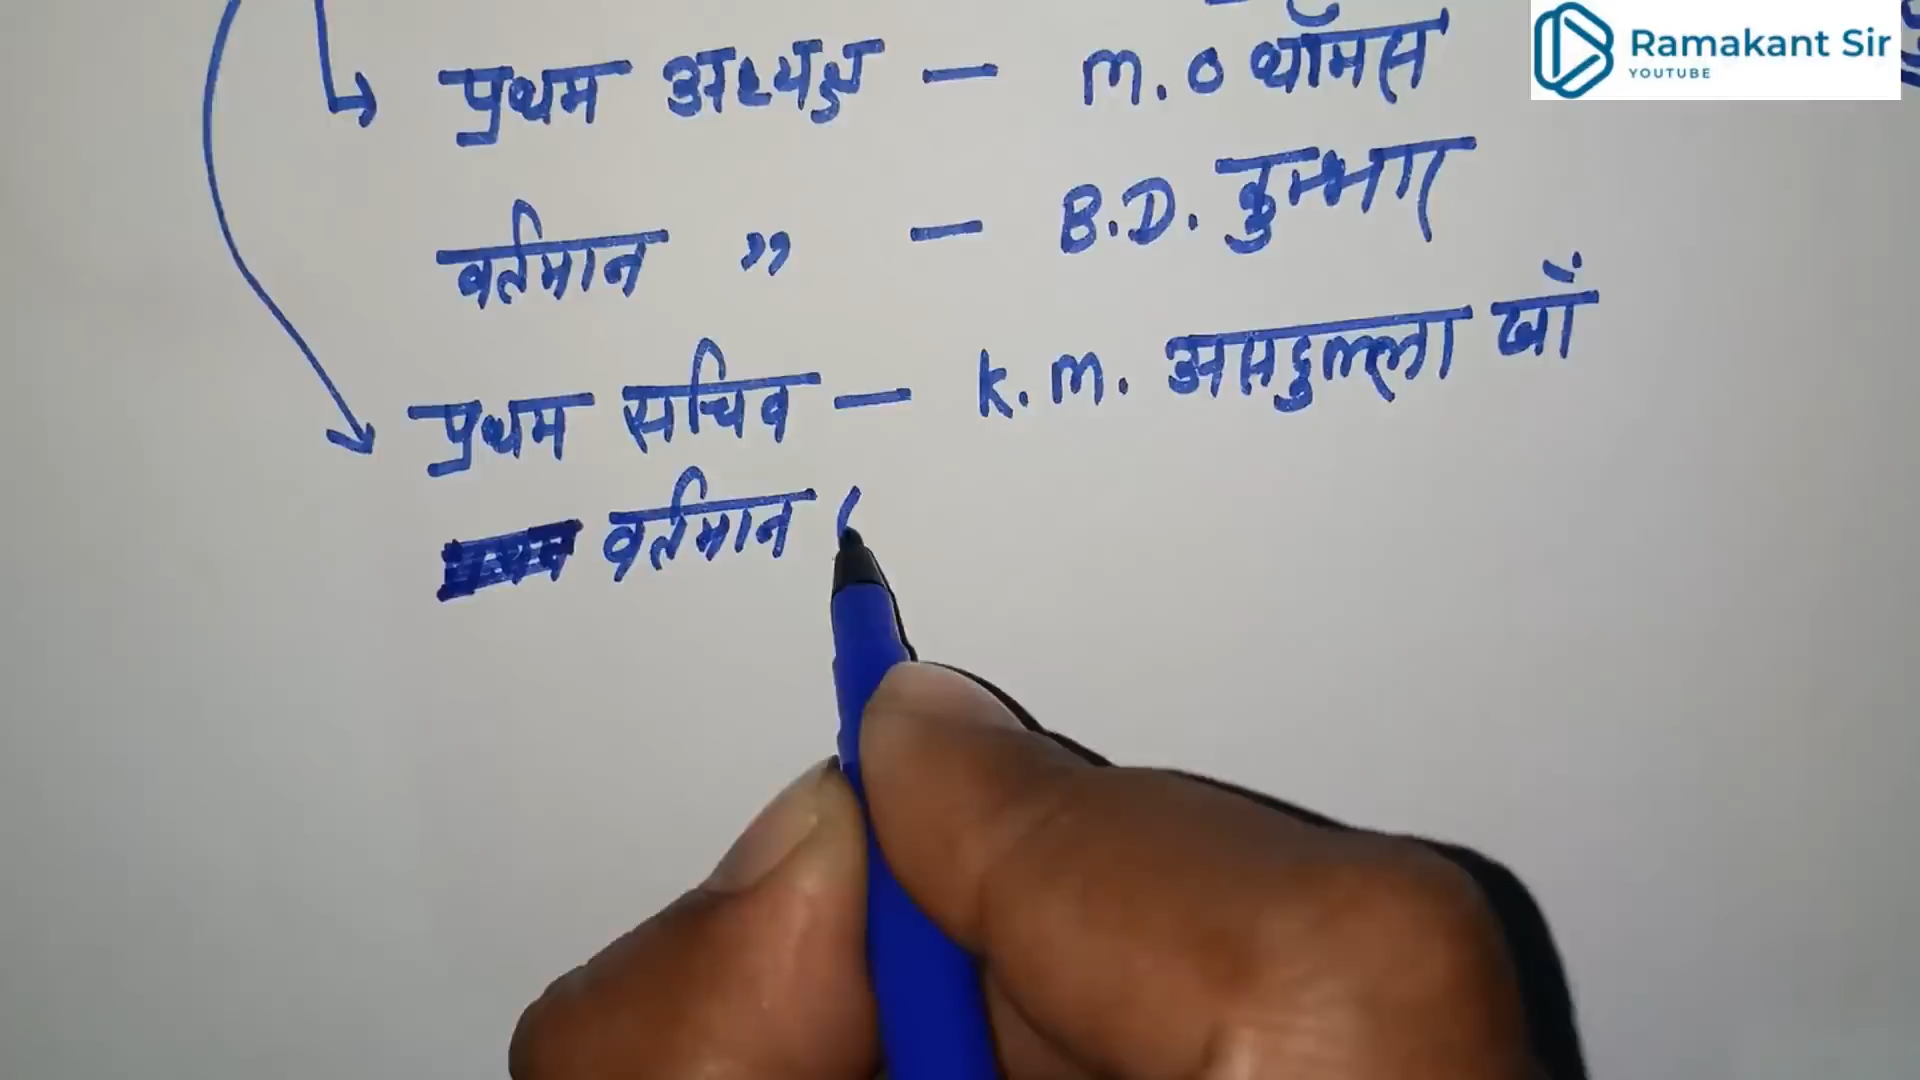 Ramakant Sir
YOUTUBE
प्रथम अध्यक्ष — M.O थॉमस
वर्तमान " — B.D. कुम्भार
प्रथम सचिव — K.M. असदुल्ला खाँ
वर्तमान (